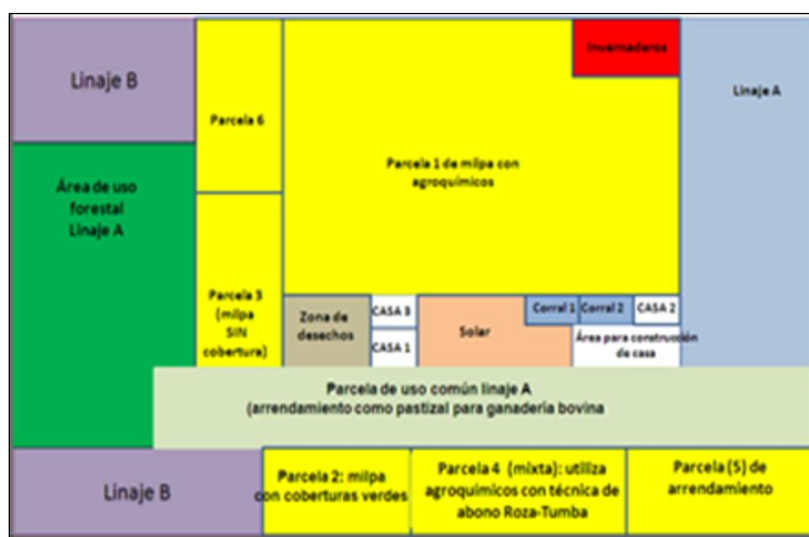 Linaje B
Parcela 6
Invernaderos
Linaje A
Parcela 1 de milpa con
agroquímicos
Área de uso
forestal
Linaje A
Parcela 3
(milpa
SIN
cobertura)
Zona de
desechos
CASA 3
CASA 1
Solar
Corral 1
Corral 2
CASA 2
Área para construcción
de casa
Parcela de uso común linaje A
(arrendamiento como pastizal para ganadería bovina
Linaje B
Parcela 2: milpa
con coberturas verdes
Parcela 4 (mixta): utiliza
agroquímicos con técnica de
abono Roza-Tumba
Parcela (5) de
arrendamiento